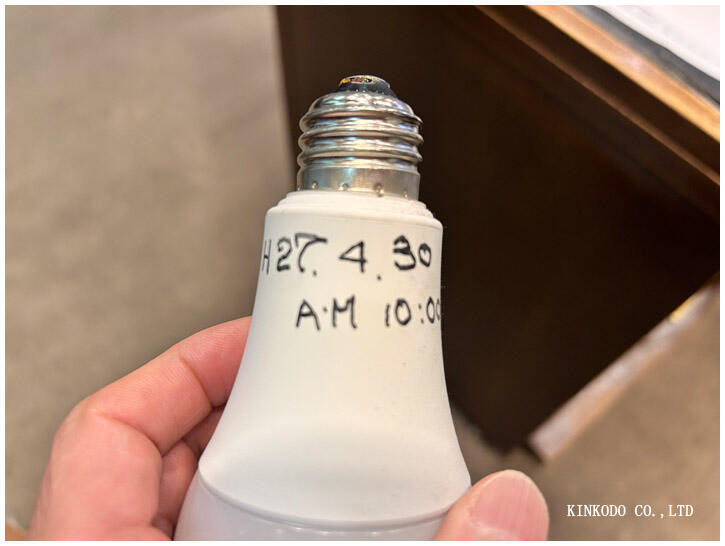 H27.4.30
A.M 10:00
KINKODO CO.,LTD